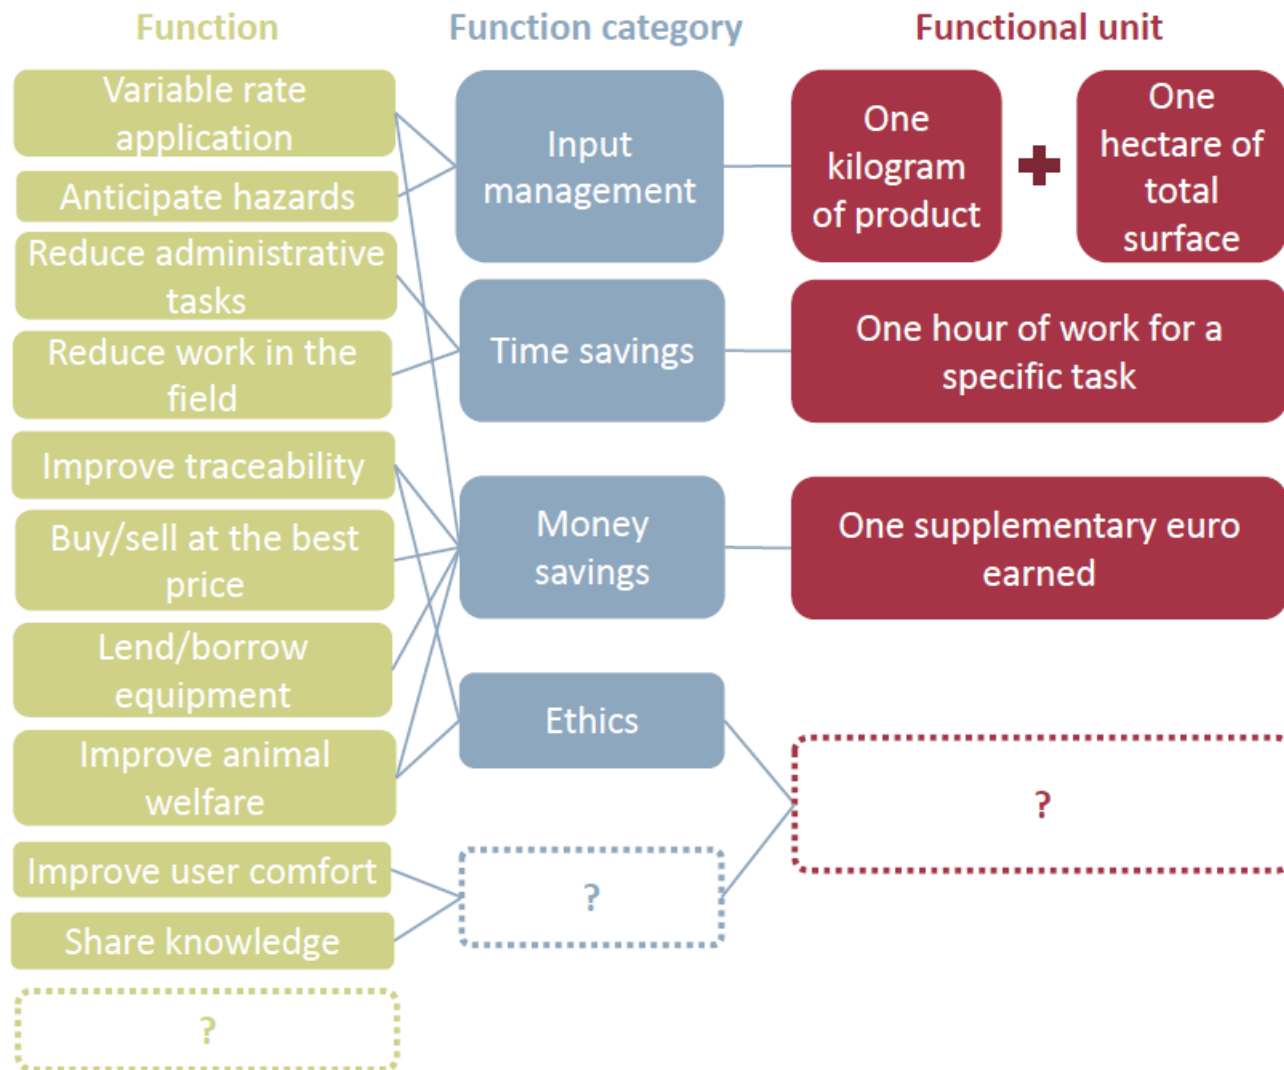 Function
Function category
Functional unit
Variable rate
application
Anticipate hazards
Reduce administrative
tasks
Reduce work in the
field
Improve traceability
Buy/sell at the best
price
Lend/borrow
equipment
Improve animal
welfare
Improve user comfort
Share knowledge
?
Input
management
Time savings
Money
savings
Ethics
?
One
kilogram
of product
+
One
hectare of
total
surface
One hour of work for a
specific task
One supplementary euro
earned
?